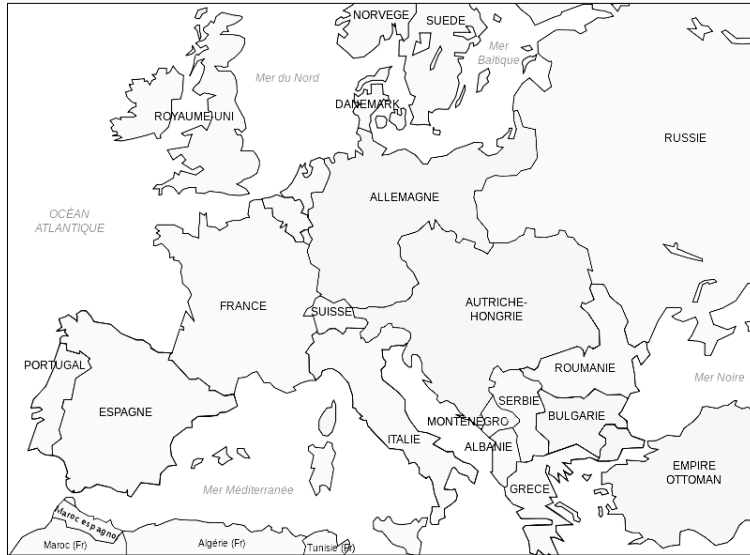 NORVEGE
SUEDE
Mer
Baltique
Mer du Nord
DANEMARK
ROYAUME-UNI
RUSSIE
ALLEMAGNE
OCÉAN
ATLANTIQUE
FRANCE
SUISSE
AUTRICHE-
HONGRIE
PORTUGAL
ROUMANIE
Mer Noire
ESPAGNE
SERBIE
BULGARIE
MONTENEGRO
ITALIE
ALBANIE
EMPIRE
OTTOMAN
Mer Méditerranée
GRECE
Maroc espagnol
Maroc (Fr)
Algérie (Fr)
Tunisie (Fr)